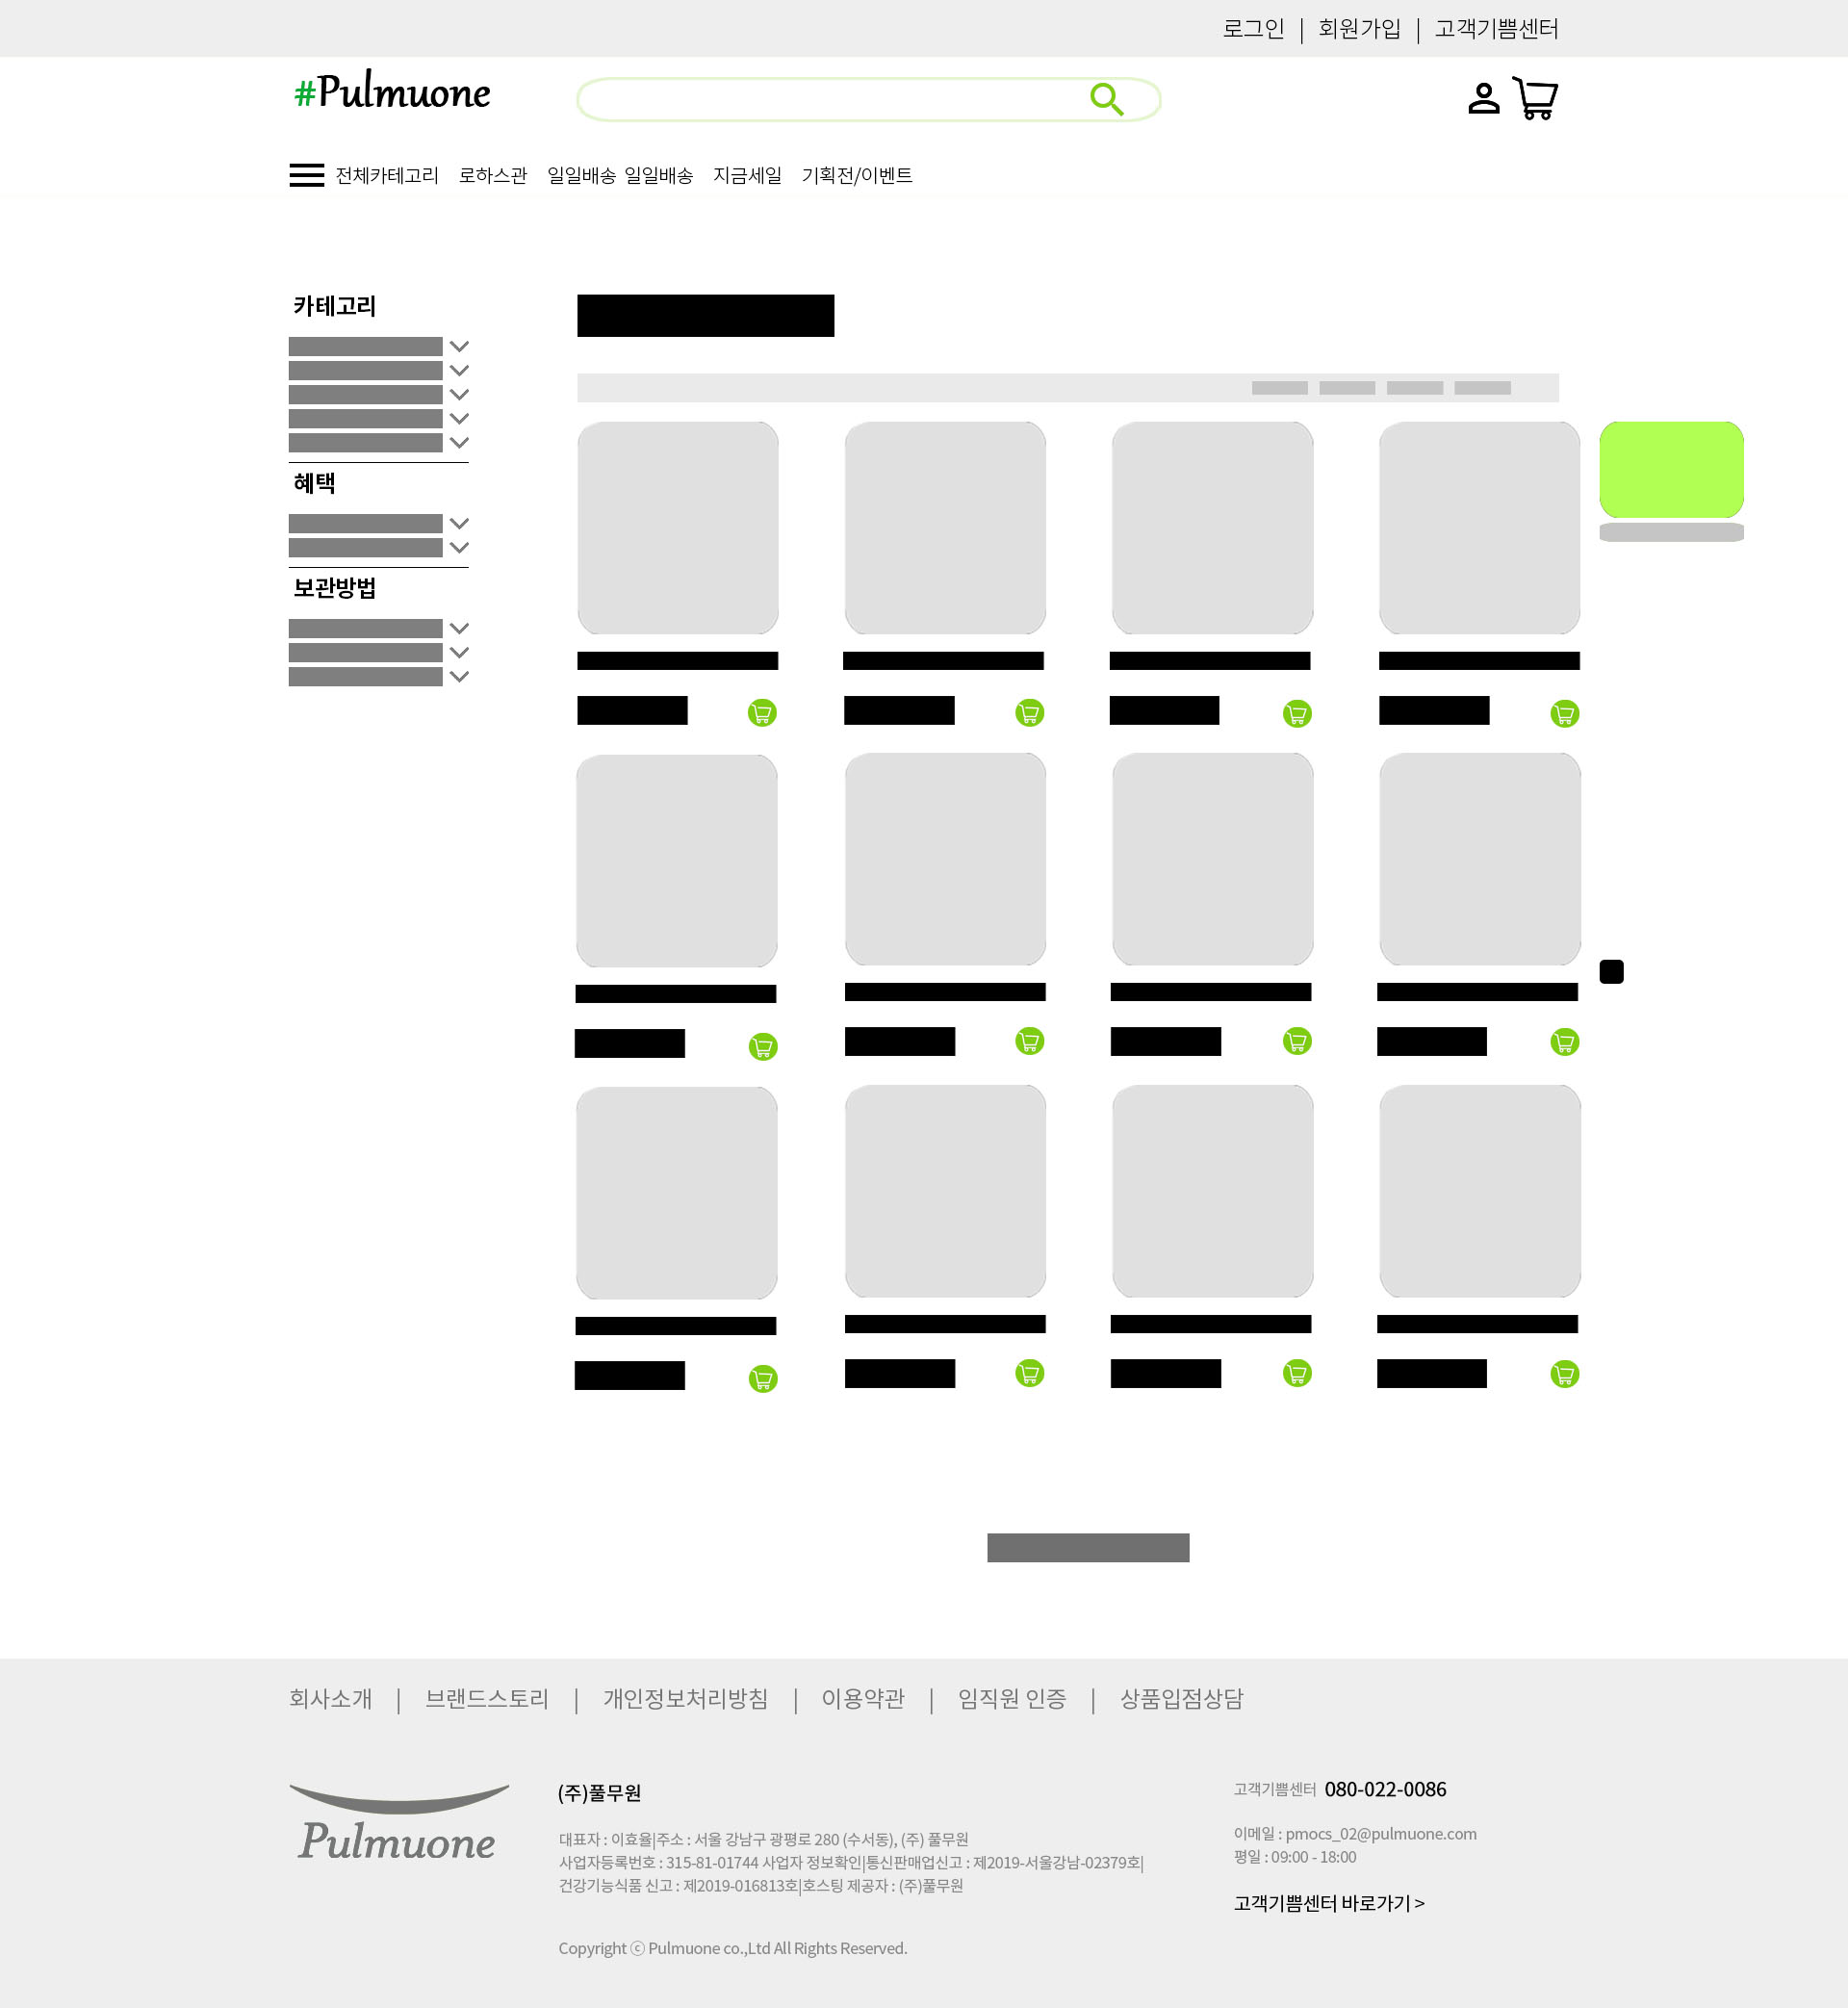 로그인 | 회원가입 | 고객기쁨센터
#Pulmuone
전체카테고리 로하스관 일일배송 일일배송 지금세일 기획전/이벤트
카테고리
혜택
보관방법
회사소개 | 브랜드스토리 | 개인정보처리방침 | 이용약관 | 임직원 인증 | 상품입점상담
Pulmuone
(주)풀무원
대표자 : 이효율|주소 : 서울 강남구 광평로 280 (수서동), (주) 풀무원
사업자등록번호 : 315-81-01744 사업자 정보확인|통신판매업신고 : 제2019-서울강남-02379호|
건강기능식품 신고 : 제2019-016813호|호스팅 제공자 : (주)풀무원
Copyright ⓒ Pulmuone co.,Ltd All Rights Reserved.
고객기쁨센터 080-022-0086
이메일 : pmocs_02@pulmuone.com
평일 : 09:00 - 18:00
고객기쁨센터 바로가기 >